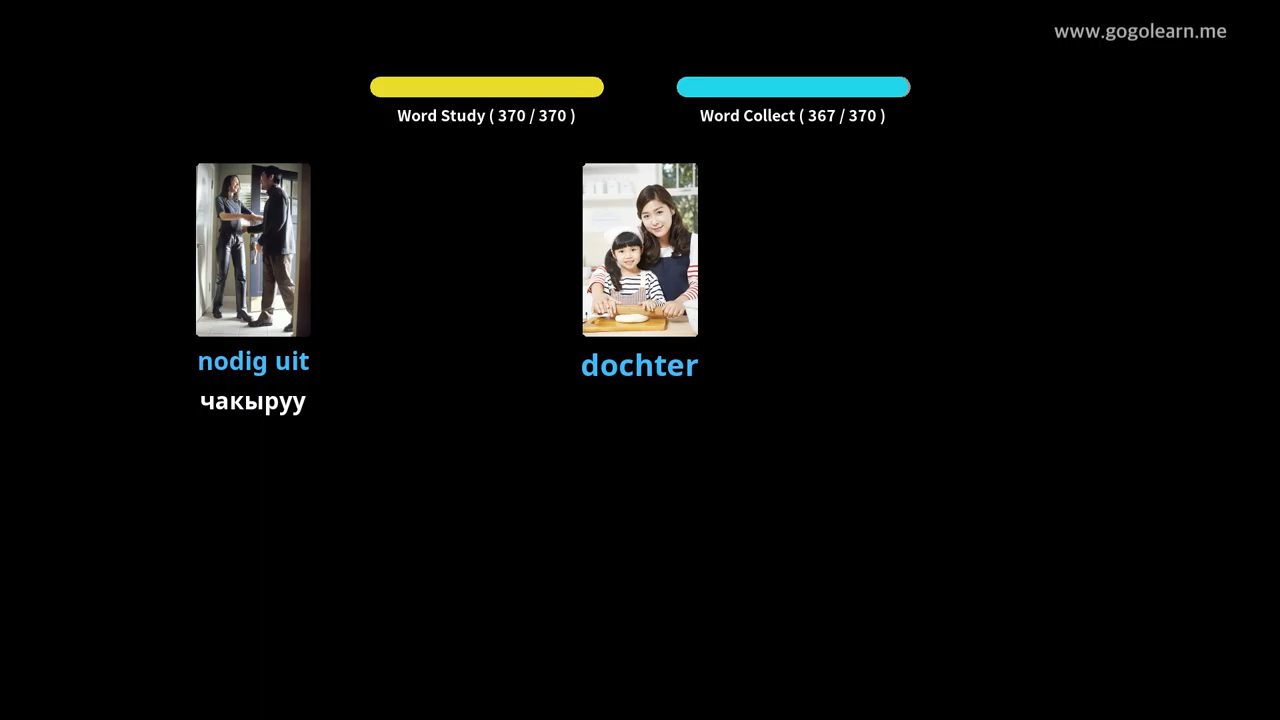 www.gogolearn.me
Word Study ( 370 / 370 )
Word Collect ( 367 / 370 )
nodig uit
чакыруу
dochter